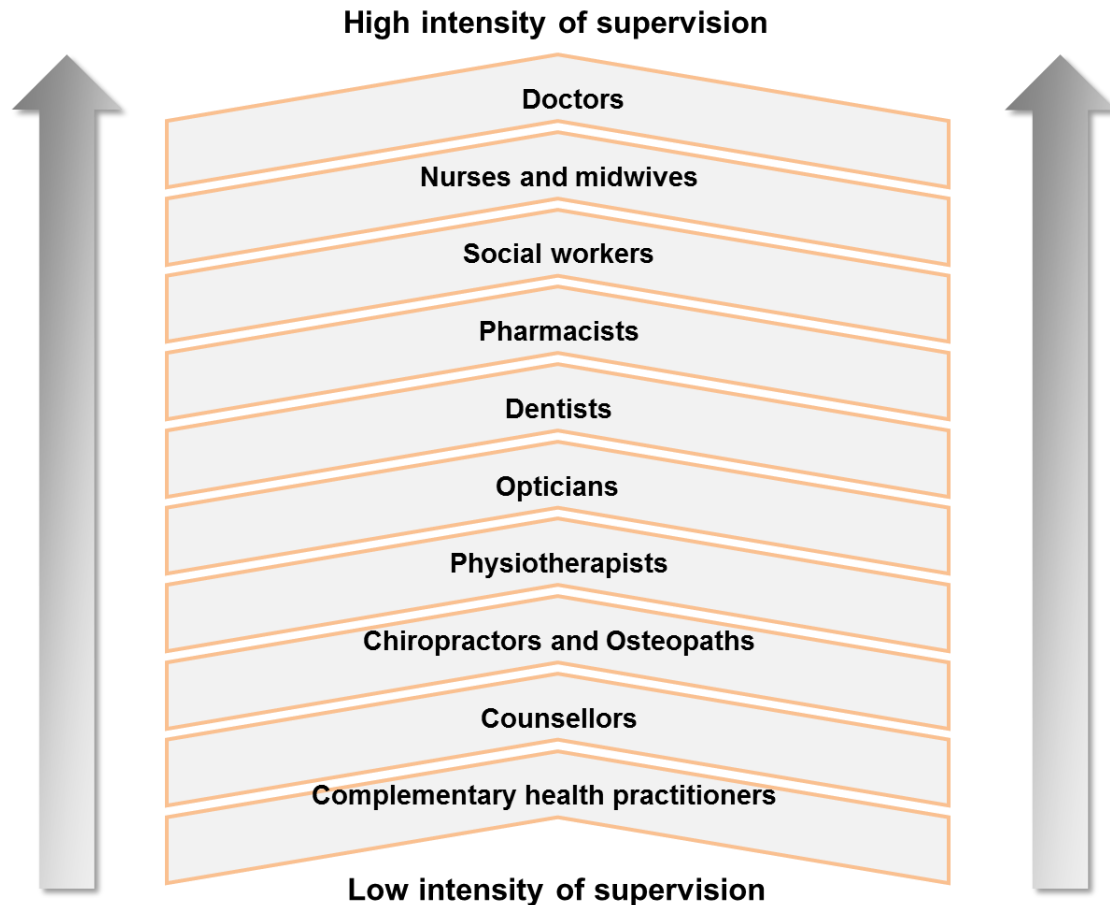 High intensity of supervision
Doctors
Nurses and midwives
Social workers
Pharmacists
Dentists
Opticians
Physiotherapists
Chiropractors and Osteopaths
Counsellors
Complementary health practitioners
Low intensity of supervision